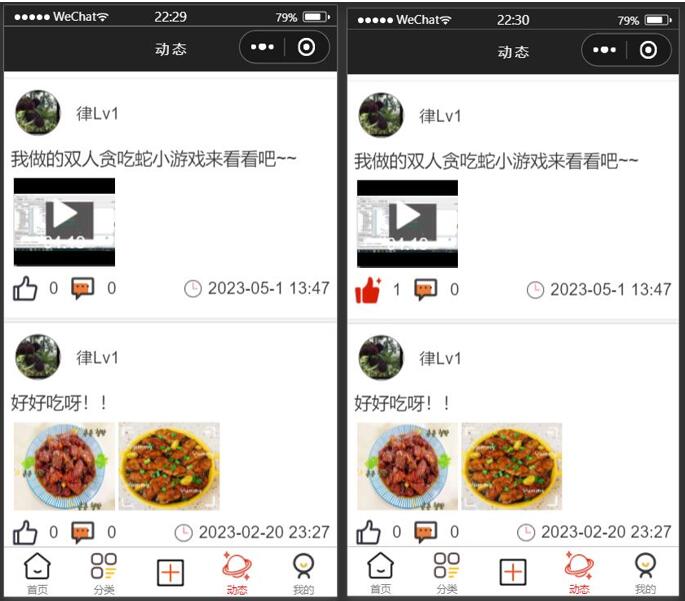 WeChat 22:29 79%
动态
律Lv1
我做的双人贪吃蛇小游戏来看看吧~~
0 0 2023-05-1 13:47
律Lv1
好好吃呀！！
0 0 2023-02-20 23:27
首页 分类 动态 我的
WeChat 22:30 79%
动态
律Lv1
我做的双人贪吃蛇小游戏来看看吧~~
1 0 2023-05-1 13:47
律Lv1
好好吃呀！！
0 0 2023-02-20 23:27
首页 分类 动态 我的